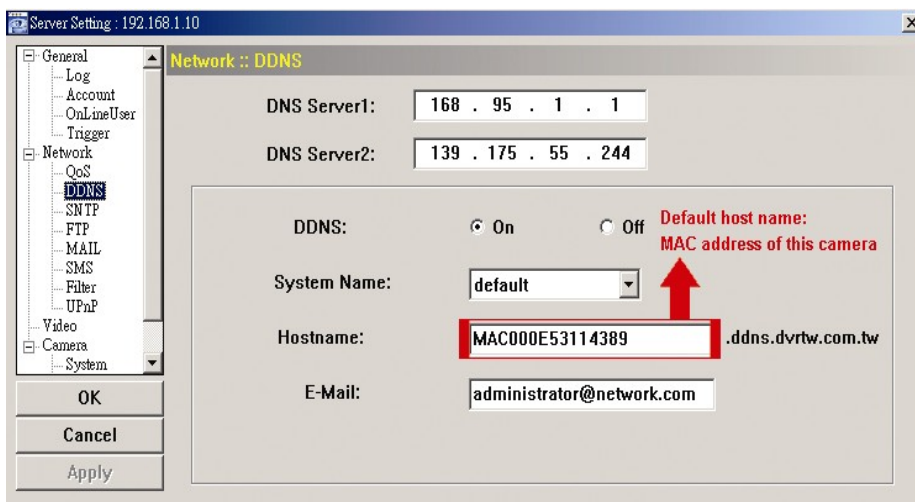 Server Setting : 192.168.1.10
General
Log
Account
OnLineUser
Trigger
Network
QoS
DDNS
SNTP
FTP
MAIL
SMS
Filter
UPnP
Video
Camera
System
OK
Cancel
Apply
Network :: DDNS
DNS Server1: 168 . 95 . 1 . 1
DNS Server2: 139 . 175 . 55 . 244
DDNS: On Off
Default host name:
MAC address of this camera
System Name: default
Hostname: MAC000E53114389 .ddns.dvrtw.com.tw
E-Mail: administrator@network.com